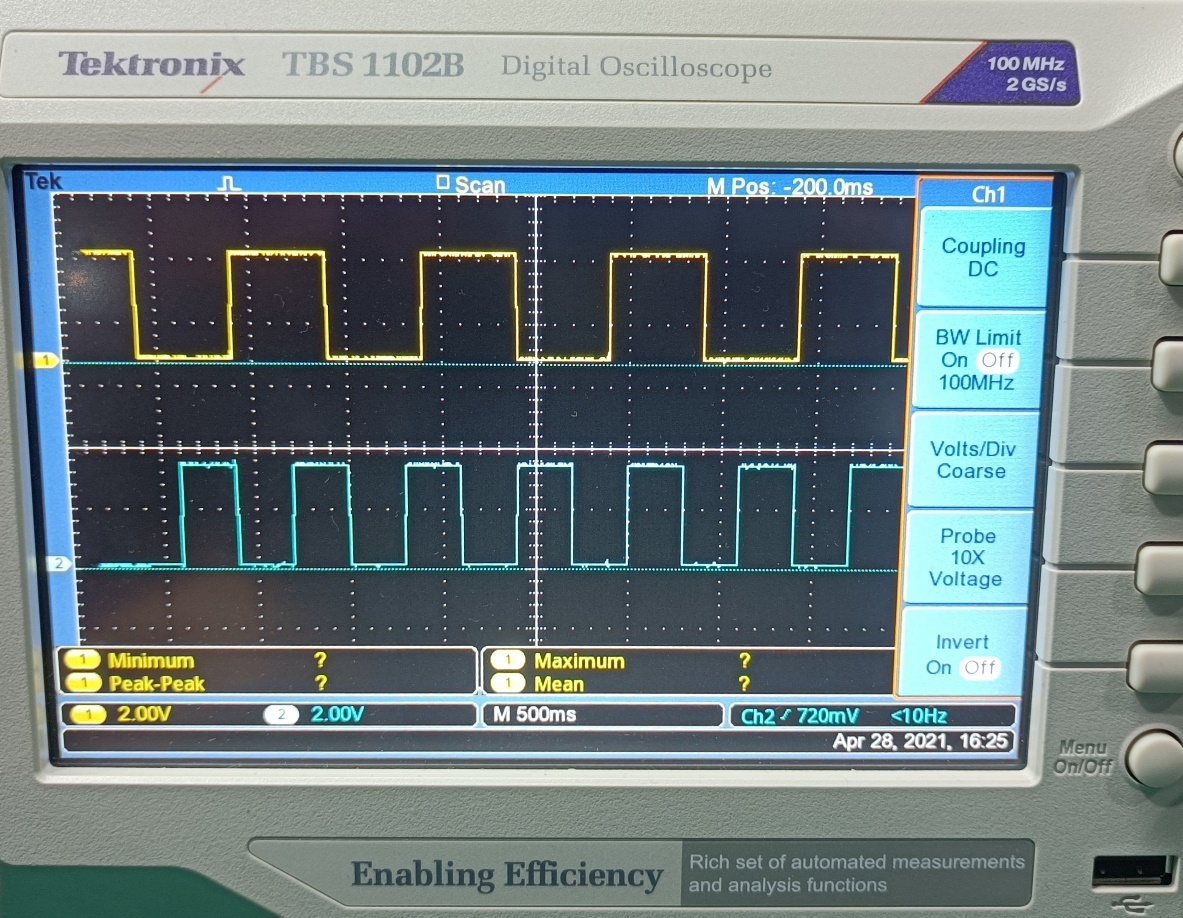 Tektronix TBS 1102B Digital Oscilloscope
100 MHz
2 GS/s
Tek
Scan
M Pos: -200.0ms
Ch1
Coupling
DC
BW Limit
On Off
100MHz
Volts/Div
Coarse
Probe
10X
Voltage
Invert
On Off
1
2
1 Minimum ?
1 Maximum ?
1 Peak-Peak ?
1 Mean ?
1 2.00V
2 2.00V
M 500ms
Ch2 720mV <10Hz
Apr 28, 2021, 16:25
Menu
On/Off
Enabling Efficiency
Rich set of automated measurements
and analysis functions